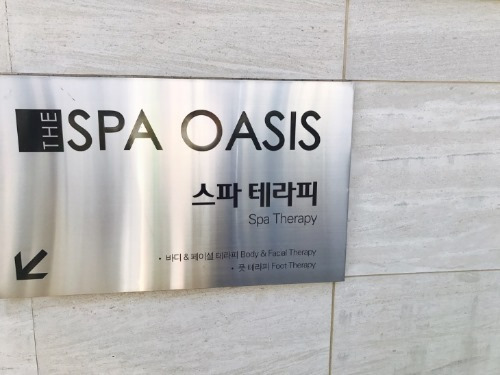 THE SPA OASIS
스파 테라피
Spa Therapy
• 바디 & 페이셜 테라피 Body & Facial Therapy
• 풋 테라피 Foot Therapy